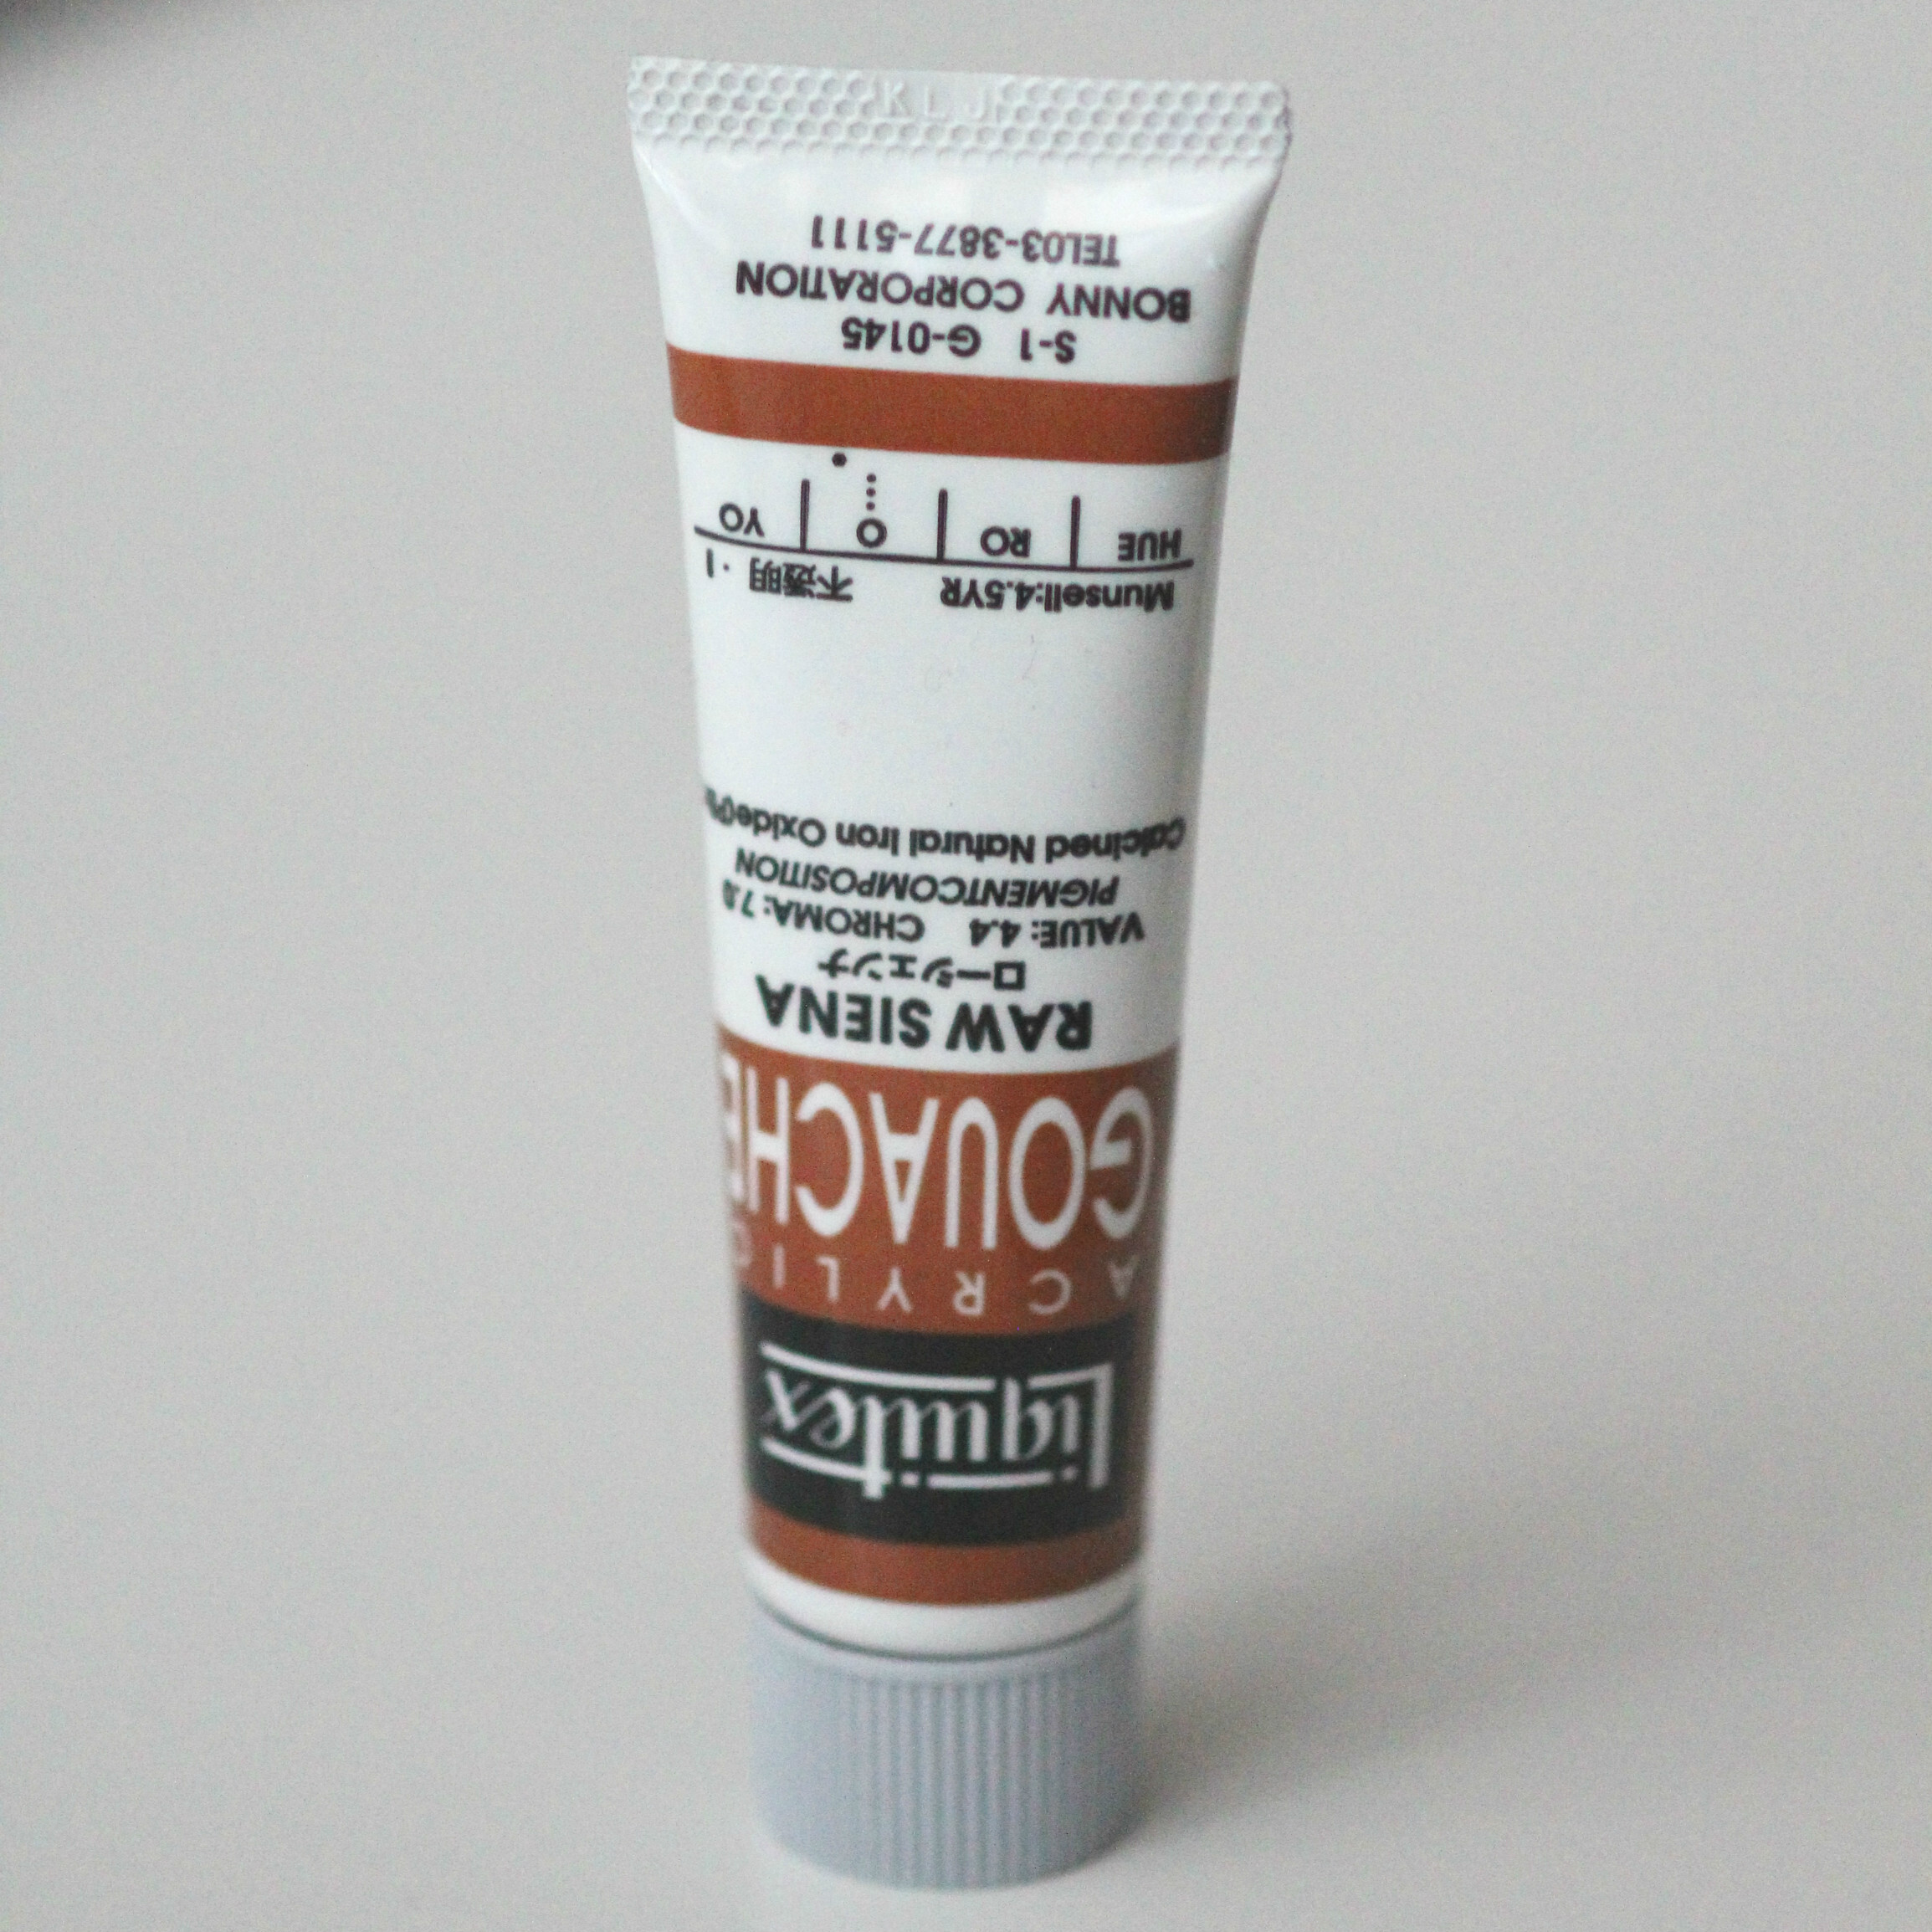 Liquitex
ACRYLIC
GOUACHE
RAW SIENA
ローシェンナ
VALUE: 4.4 CHROMA: 7.
PIGMENTCOMPOSITION
Calcined Natural Iron Oxide
Munsell:4.5YR 不透明・1
HUE RO O YO
S-1 G-0145
BONNY CORPORATION
TEL03-3877-5111
KLJ